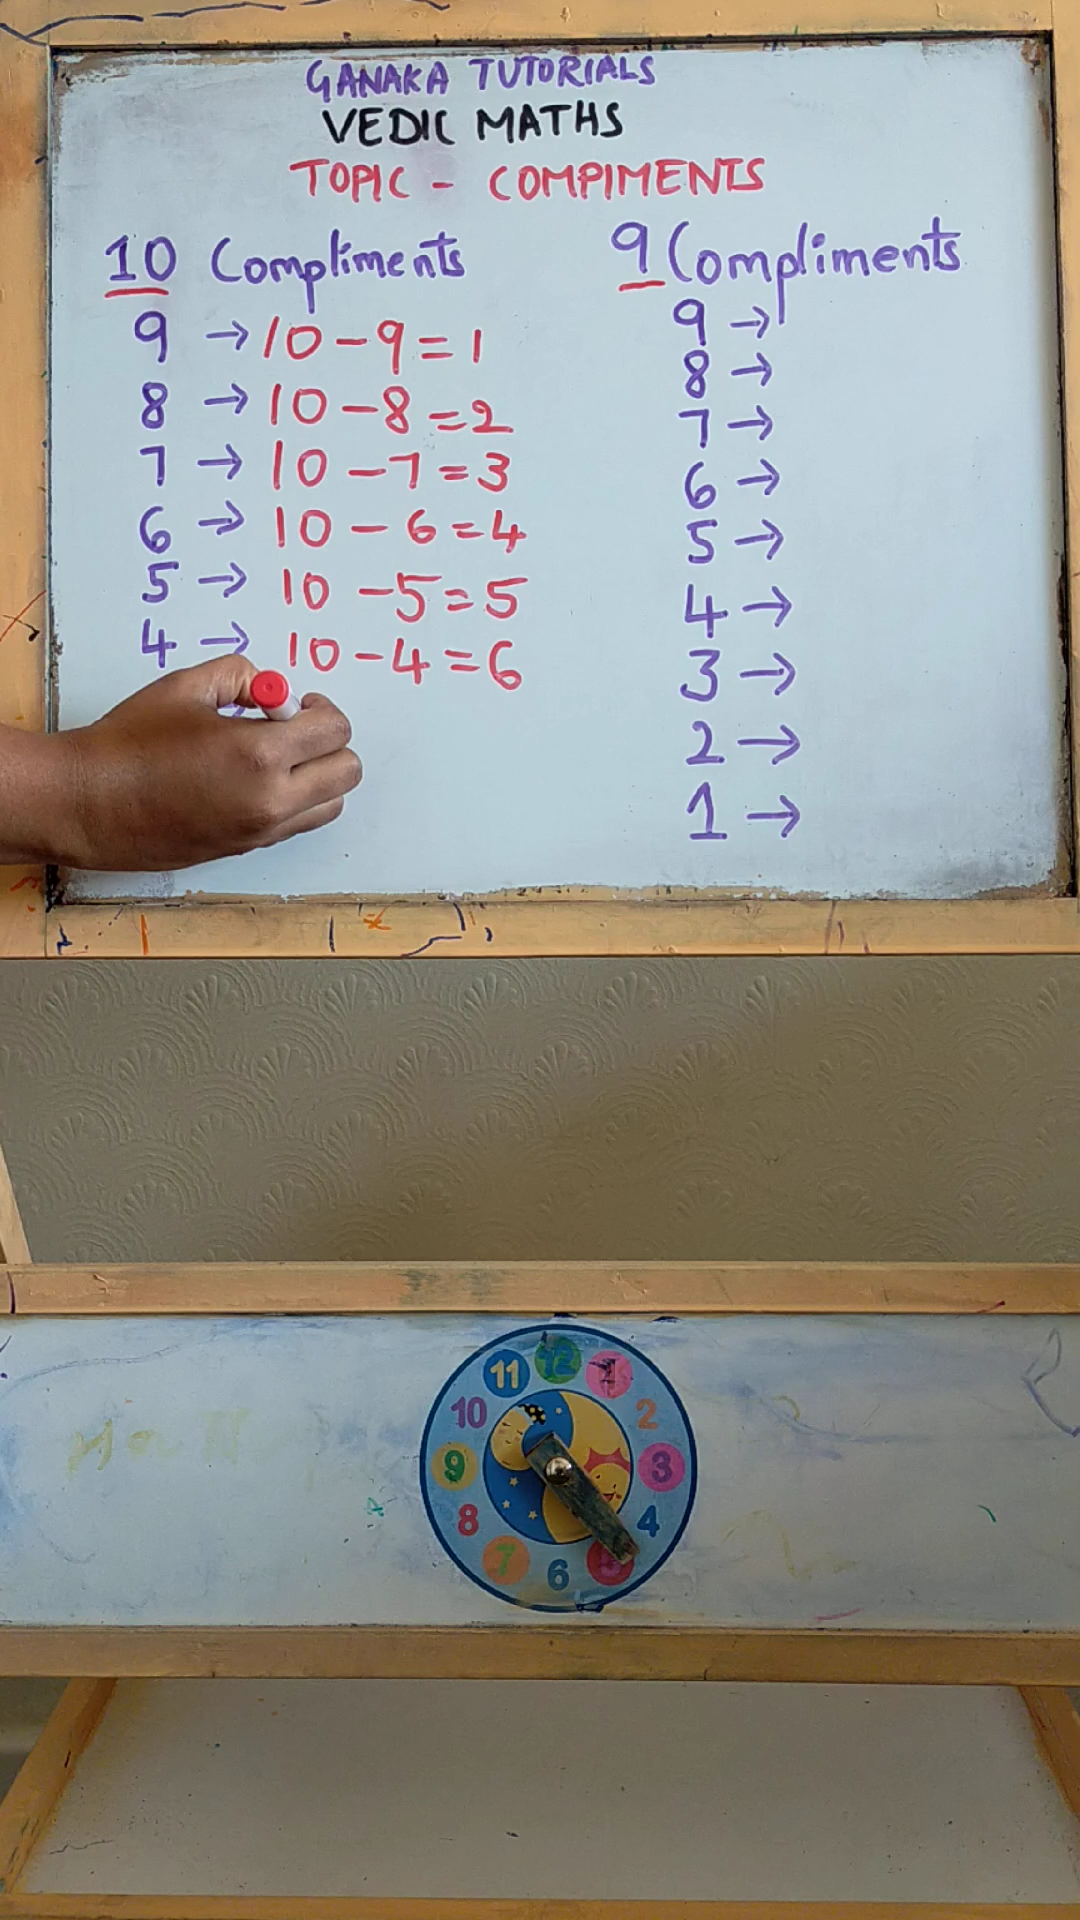 GANAKA TUTORIALS
VEDIC MATHS
TOPIC - COMPIMENTS
10 Compliments
9 → 10 - 9 = 1
8 → 10 - 8 = 2
7 → 10 - 7 = 3
6 → 10 - 6 = 4
5 → 10 - 5 = 5
4 → 10 - 4 = 6
9 Compliments
9 →
8 →
7 →
6 →
5 →
4 →
3 →
2 →
1 →
11 12 1
10 2
9 3
8 4
7 6 5